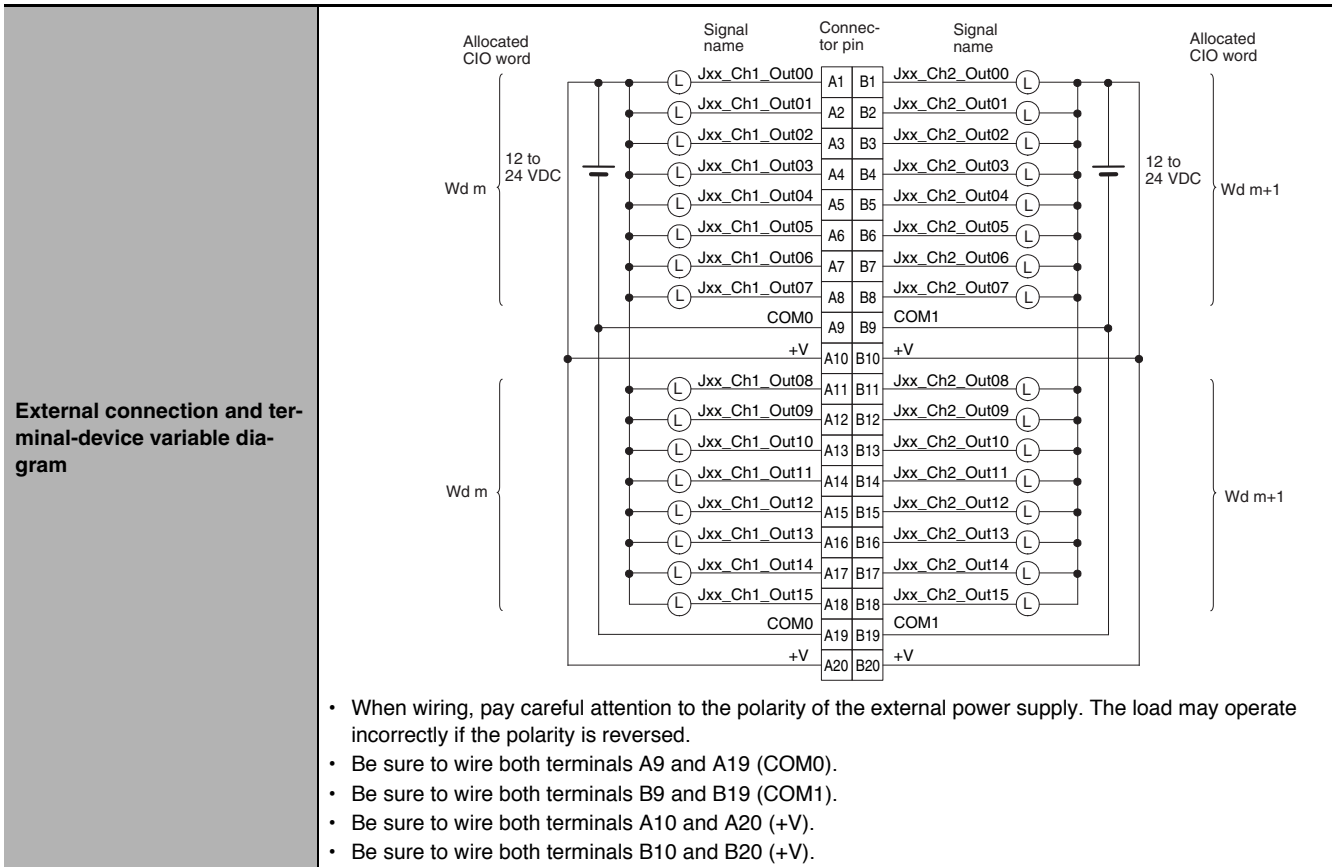 External connection and ter-
minal-device variable dia-
gram
Allocated
CIO word
Signal
name
Connec-
tor pin
Signal
name
Allocated
CIO word
Jxx_Ch1_Out00 A1 B1 Jxx_Ch2_Out00
L L
Jxx_Ch1_Out01 A2 B2 Jxx_Ch2_Out01
L L
Jxx_Ch1_Out02 A3 B3 Jxx_Ch2_Out02
L L
12 to
24 VDC
Jxx_Ch1_Out03 A4 B4 Jxx_Ch2_Out03
L L
12 to
24 VDC
Wd m
Jxx_Ch1_Out04 A5 B5 Jxx_Ch2_Out04
L L
Wd m+1
Jxx_Ch1_Out05 A6 B6 Jxx_Ch2_Out05
L L
Jxx_Ch1_Out06 A7 B7 Jxx_Ch2_Out06
L L
Jxx_Ch1_Out07 A8 B8 Jxx_Ch2_Out07
L L
COM0 A9 B9 COM1
+V A10 B10 +V
Jxx_Ch1_Out08 A11 B11 Jxx_Ch2_Out08
L L
Jxx_Ch1_Out09 A12 B12 Jxx_Ch2_Out09
L L
Jxx_Ch1_Out10 A13 B13 Jxx_Ch2_Out10
L L
Jxx_Ch1_Out11 A14 B14 Jxx_Ch2_Out11
L L
Wd m
Wd m+1
Jxx_Ch1_Out12 A15 B15 Jxx_Ch2_Out12
L L
Jxx_Ch1_Out13 A16 B16 Jxx_Ch2_Out13
L L
Jxx_Ch1_Out14 A17 B17 Jxx_Ch2_Out14
L L
Jxx_Ch1_Out15 A18 B18 Jxx_Ch2_Out15
L L
COM0 A19 B19 COM1
+V A20 B20 +V
• When wiring, pay careful attention to the polarity of the external power supply. The load may operate
incorrectly if the polarity is reversed.
• Be sure to wire both terminals A9 and A19 (COM0).
• Be sure to wire both terminals B9 and B19 (COM1).
• Be sure to wire both terminals A10 and A20 (+V).
• Be sure to wire both terminals B10 and B20 (+V).